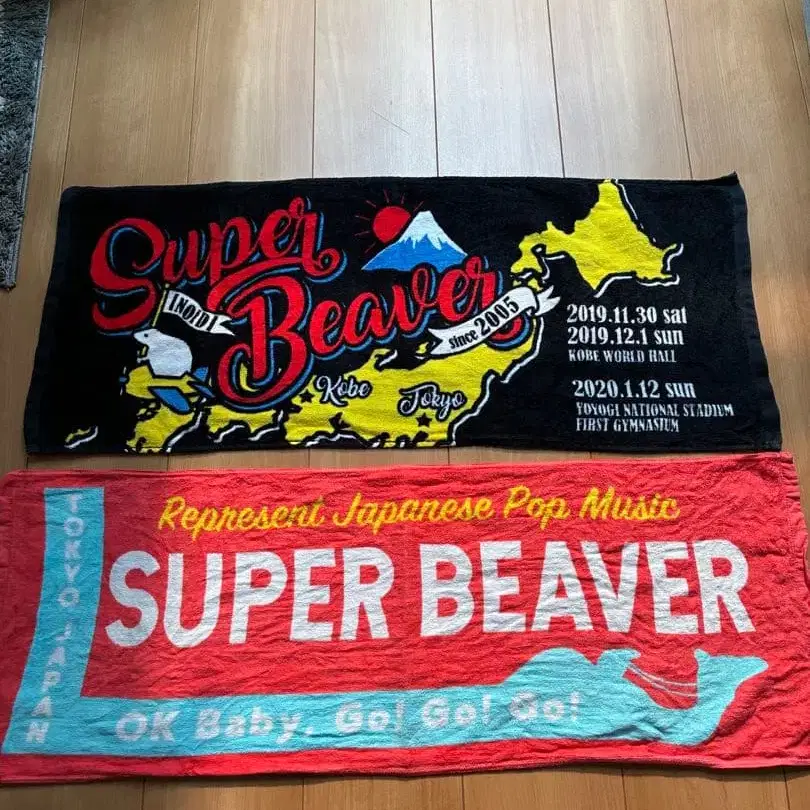 Super
Beaver
INOIDI
since 2005
Kobe
Tokyo
2019.11.30 sat
2019.12.1 sun
KOBE WORLD HALL
2020.1.12 sun
YOYOGI NATIONAL STADIUM
FIRST GYMNASIUM
Represent Japanese Pop Music
SUPER BEAVER
TOKYO JAPAN
OK Baby, Go! Go! Go!